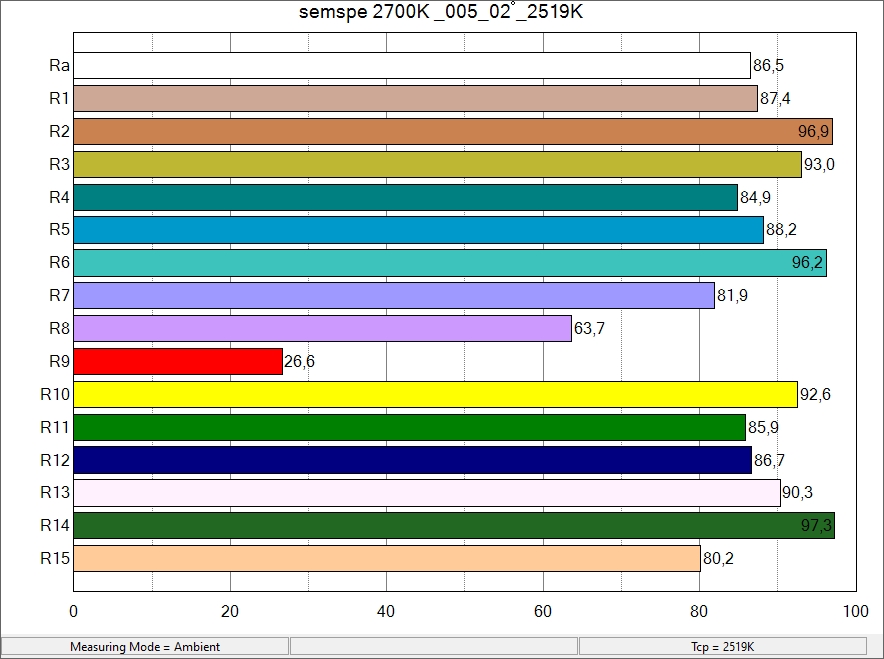 semspe 2700K _005_02°_2519K
Ra 86,5
R1 87,4
R2 96,9
R3 93,0
R4 84,9
R5 88,2
R6 96,2
R7 81,9
R8 63,7
R9 26,6
R10 92,6
R11 85,9
R12 86,7
R13 90,3
R14 97,3
R15 80,2
0 20 40 60 80 100
Measuring Mode = Ambient Tcp = 2519K